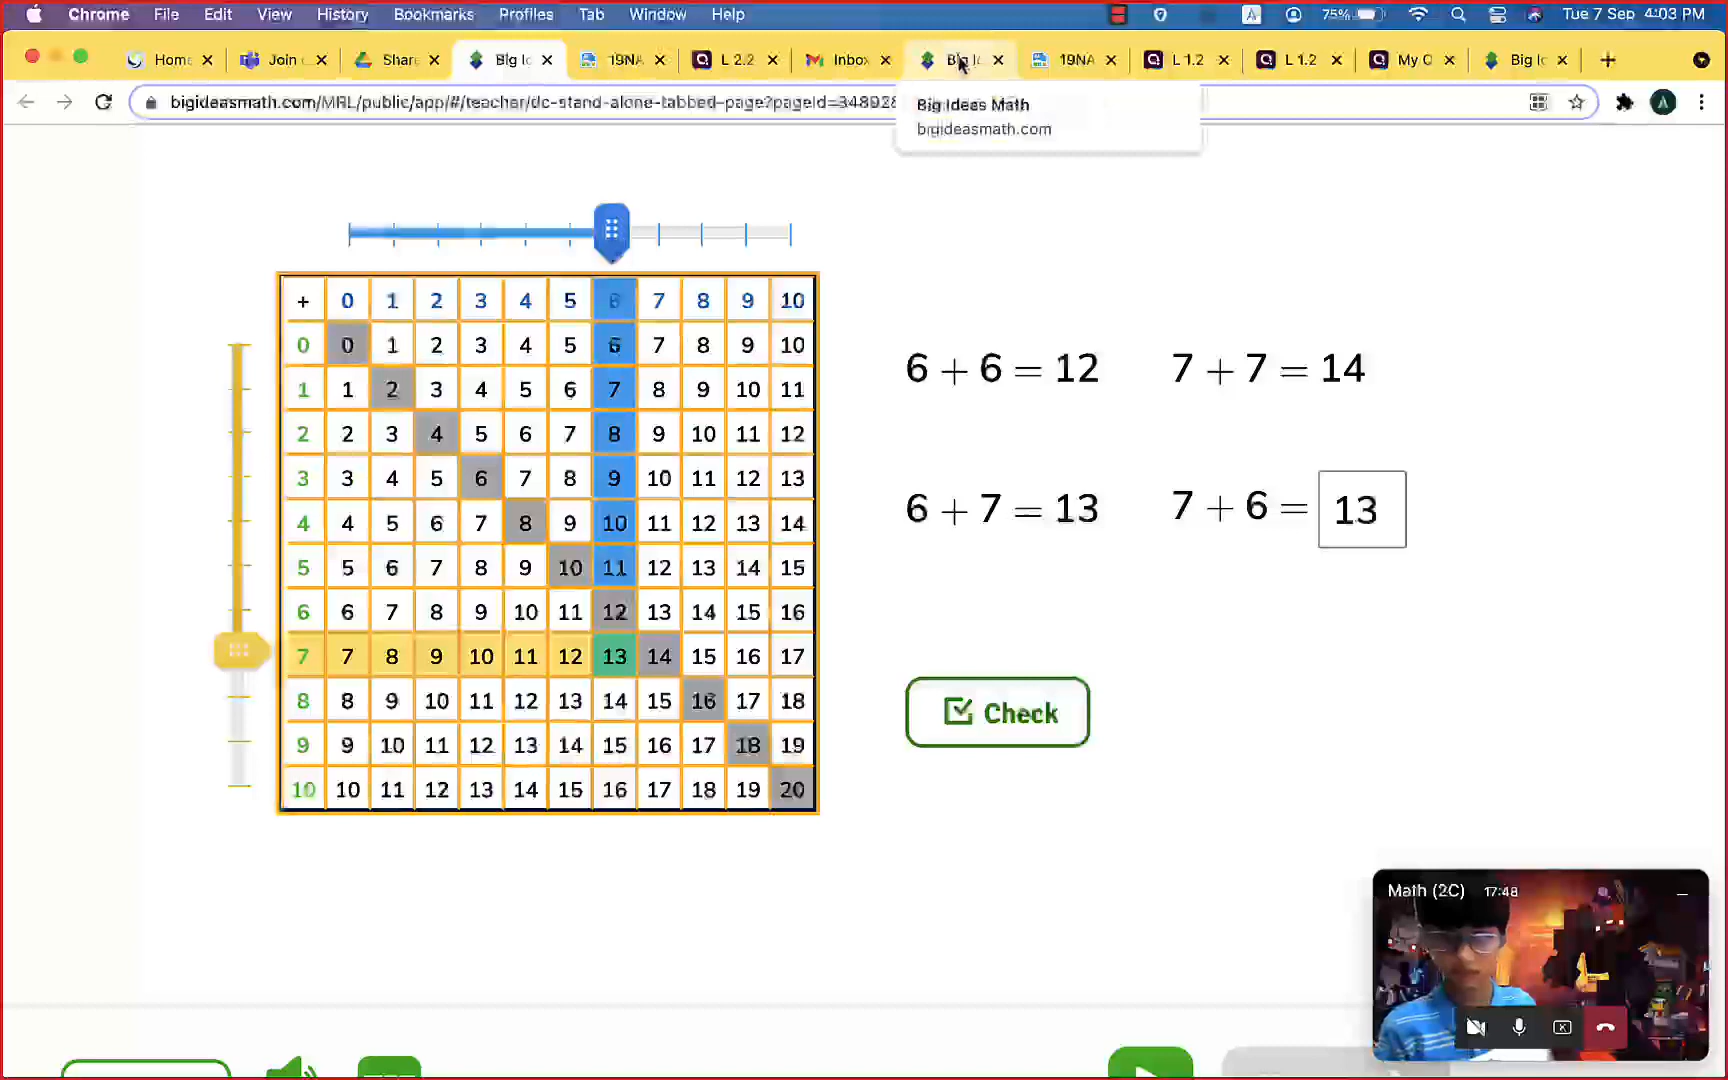 Chrome File Edit View History Bookmarks Profiles Tab Window Help A 75% Tue 7 Sep 4:03 PM
Home Join Share Big Ic 19NA L 2.2 Inbox Big Ic 19NA L 1.2 L 1.2 My Q Big Ic
bigideasmath.com/MRL/public/app/#/teacher/dc-stand-alone-tabbed-page?pageId=348928 A
Big Ideas Math
bigideasmath.com
+ 0 1 2 3 4 5 6 7 8 9 10
0 0 1 2 3 4 5 6 7 8 9 10
1 1 2 3 4 5 6 7 8 9 10 11
2 2 3 4 5 6 7 8 9 10 11 12
3 3 4 5 6 7 8 9 10 11 12 13
4 4 5 6 7 8 9 10 11 12 13 14
5 5 6 7 8 9 10 11 12 13 14 15
6 6 7 8 9 10 11 12 13 14 15 16
7 7 8 9 10 11 12 13 14 15 16 17
8 8 9 10 11 12 13 14 15 16 17 18
9 9 10 11 12 13 14 15 16 17 18 19
10 10 11 12 13 14 15 16 17 18 19 20
6 + 6 = 12 7 + 7 = 14
6 + 7 = 13 7 + 6 = 13
Check
Math (2C) 17:48